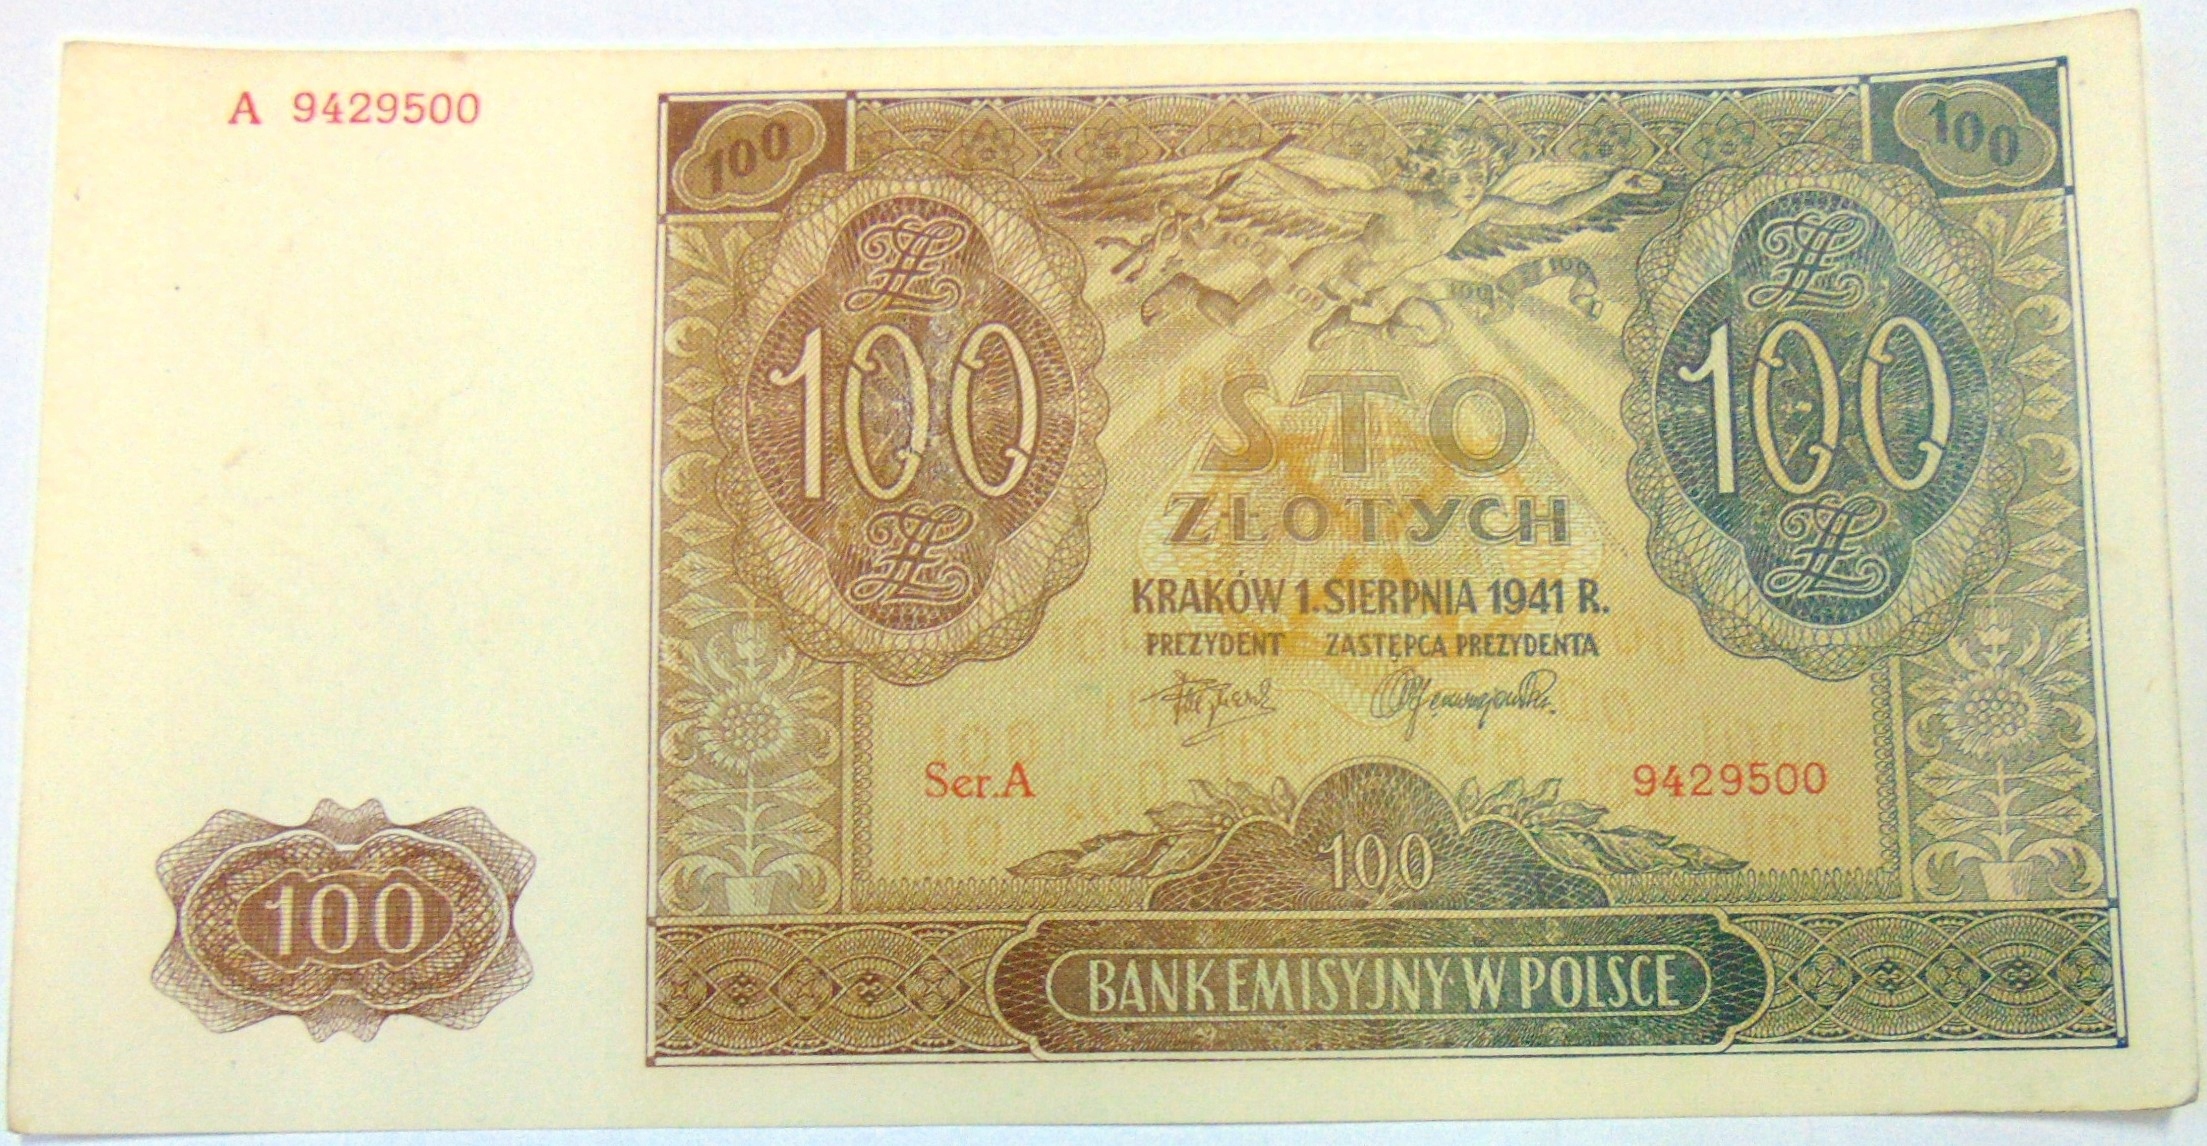 A 9429500
100
100
100
100
STO
ZŁOTYCH
KRAKÓW 1. SIERPNIA 1941 R.
PREZYDENT ZASTĘPCA PREZYDENTA
Ser. A 9429500
100
100
BANK EMISYJNY W POLSCE